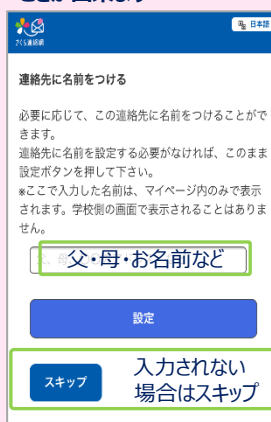 日本語
さくら連絡網
連絡先に名前をつける
必要に応じて、この連絡先に名前をつけることがで
きます。
連絡先に名前を設定する必要がなければ、このまま
設定ボタンを押して下さい。
※ここで入力した名前は、マイページ内のみで表示
されます。学校側の画面で表示されることはありま
せん。
父・母・お名前など
設定
スキップ
入力されない
場合はスキップ